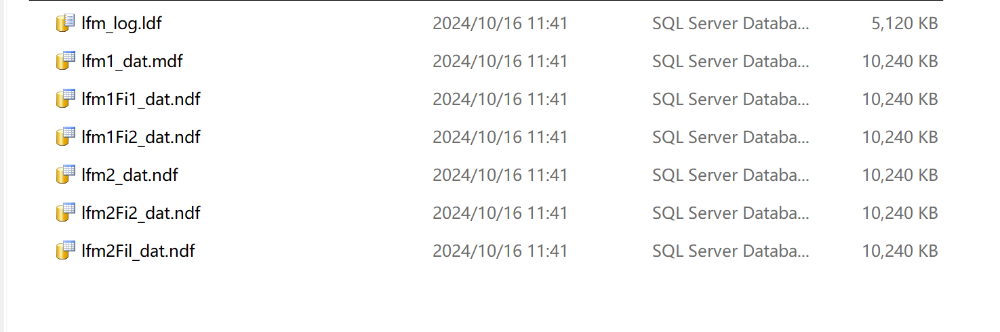 lfm_log.ldf 2024/10/16 11:41 SQL Server Databa... 5,120 KB
lfm1_dat.mdf 2024/10/16 11:41 SQL Server Databa... 10,240 KB
lfm1Fi1_dat.ndf 2024/10/16 11:41 SQL Server Databa... 10,240 KB
lfm1Fi2_dat.ndf 2024/10/16 11:41 SQL Server Databa... 10,240 KB
lfm2_dat.ndf 2024/10/16 11:41 SQL Server Databa... 10,240 KB
lfm2Fi2_dat.ndf 2024/10/16 11:41 SQL Server Databa... 10,240 KB
lfm2Fil_dat.ndf 2024/10/16 11:41 SQL Server Databa... 10,240 KB